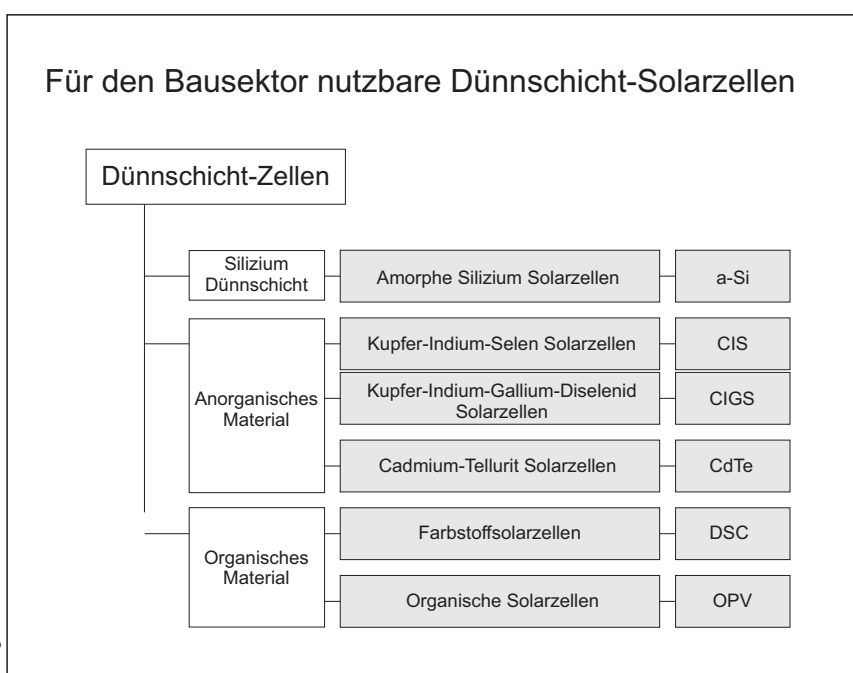 Für den Bausektor nutzbare Dünnschicht-Solarzellen
Dünnschicht-Zellen
Silizium
Dünnschicht
Amorphe Silizium Solarzellen
a-Si
Anorganisches
Material
Kupfer-Indium-Selen Solarzellen
CIS
Kupfer-Indium-Gallium-Diselenid
Solarzellen
CIGS
Cadmium-Tellurit Solarzellen
CdTe
Organisches
Material
Farbstoffsolarzellen
DSC
Organische Solarzellen
OPV